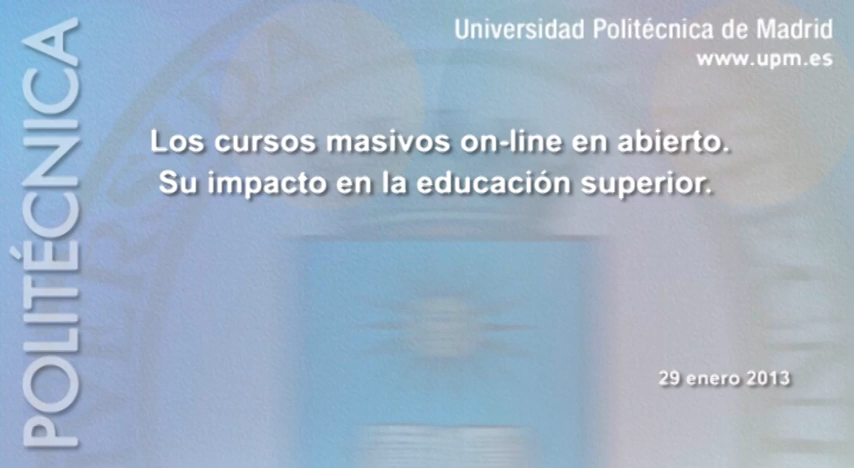 POLITÉCNICA
Universidad Politécnica de Madrid
www.upm.es
Los cursos masivos on-line en abierto.
Su impacto en la educación superior.
29 enero 2013